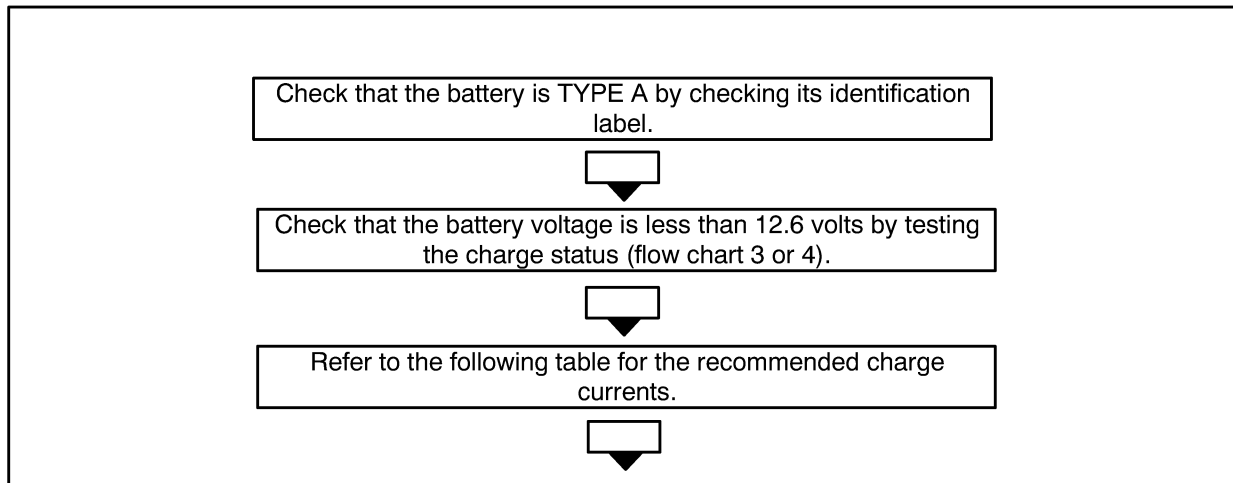 Check that the battery is TYPE A by checking its identification
label.
Check that the battery voltage is less than 12.6 volts by testing
the charge status (flow chart 3 or 4).
Refer to the following table for the recommended charge
currents.